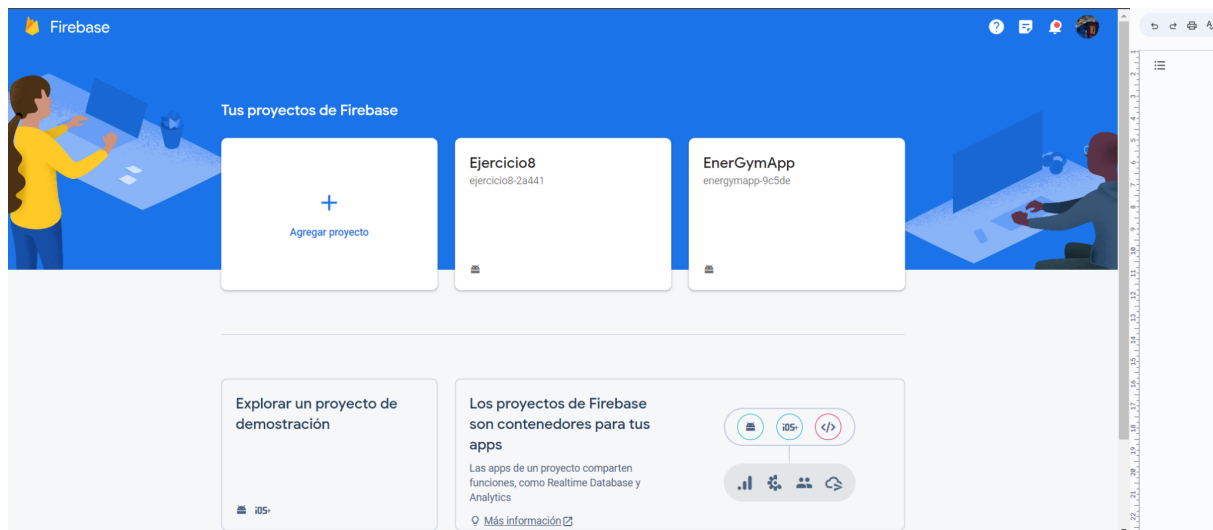 Firebase
Tus proyectos de Firebase
Agregar proyecto
Ejercicio8
ejercicio8-2a441
EnerGymApp
energymapp-9c5de
Explorar un proyecto de
demostración
iOS+
Los proyectos de Firebase
son contenedores para tus
apps
Las apps de un proyecto comparten
funciones, como Realtime Database y
Analytics
Más información
iOS+